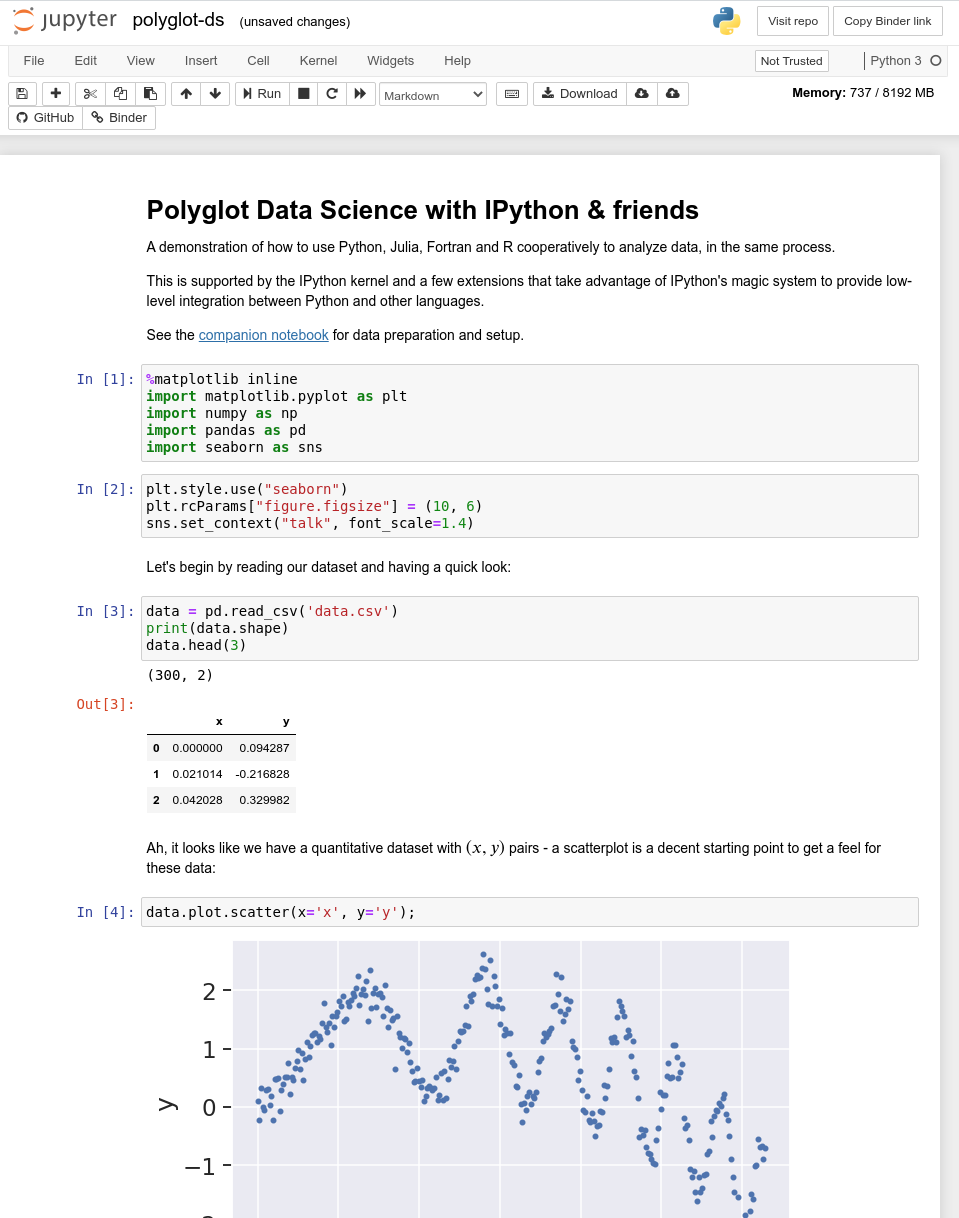 jupyter polyglot-ds (unsaved changes) Visit repo Copy Binder link
File Edit View Insert Cell Kernel Widgets Help Not Trusted Python 3
Run Markdown Download Memory: 737 / 8192 MB
GitHub Binder
Polyglot Data Science with IPython & friends
A demonstration of how to use Python, Julia, Fortran and R cooperatively to analyze data, in the same process.
This is supported by the IPython kernel and a few extensions that take advantage of IPython's magic system to provide low-
level integration between Python and other languages.
See the companion notebook for data preparation and setup.
In [1]: %matplotlib inline
import matplotlib.pyplot as plt
import numpy as np
import pandas as pd
import seaborn as sns
In [2]: plt.style.use("seaborn")
plt.rcParams["figure.figsize"] = (10, 6)
sns.set_context("talk", font_scale=1.4)
Let's begin by reading our dataset and having a quick look:
In [3]: data = pd.read_csv('data.csv')
print(data.shape)
data.head(3)
(300, 2)
Out[3]:
x y
0 0.000000 0.094287
1 0.021014 -0.216828
2 0.042028 0.329982
Ah, it looks like we have a quantitative dataset with (x, y) pairs - a scatterplot is a decent starting point to get a feel for
these data:
In [4]: data.plot.scatter(x='x', y='y');
2
1
0
y
−1